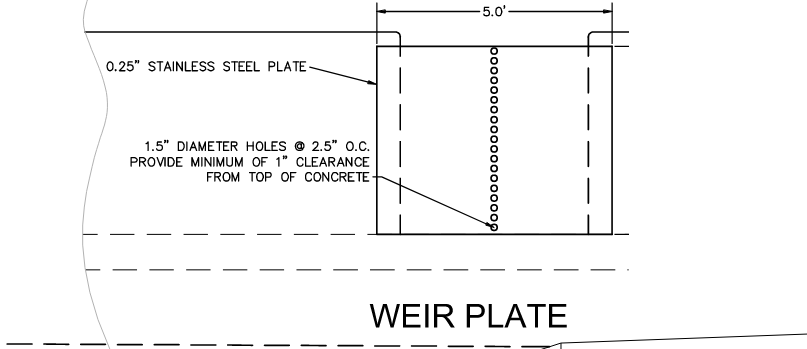 5.0'
0.25" STAINLESS STEEL PLATE
1.5" DIAMETER HOLES @ 2.5" O.C.
PROVIDE MINIMUM OF 1" CLEARANCE
FROM TOP OF CONCRETE
WEIR PLATE